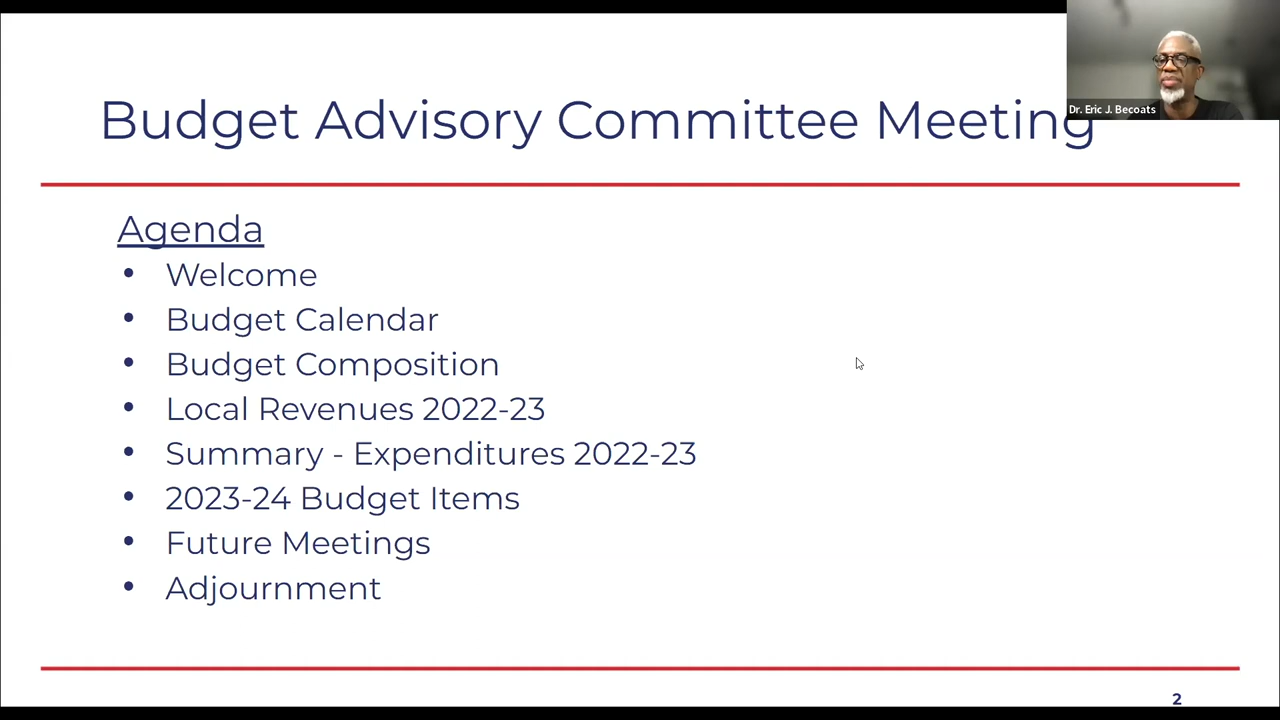 Dr. Eric J. Becoats
Budget Advisory Committee Meeting
Agenda
• Welcome
• Budget Calendar
• Budget Composition
• Local Revenues 2022-23
• Summary - Expenditures 2022-23
• 2023-24 Budget Items
• Future Meetings
• Adjournment
2